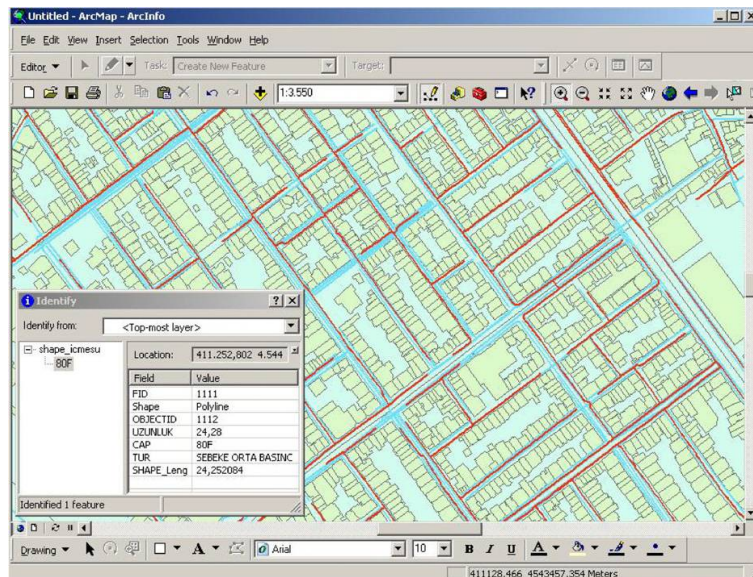 Untitled - ArcMap - ArcInfo
File Edit View Insert Selection Tools Window Help
Editor Task: Create New Feature Target:
1:3.550
Identify
Identify from: <Top-most layer>
shape_icmesu
80F
Location: 411.252,802 4.544
Field Value
FID 1111
Shape Polyline
OBJECTID 1112
UZUNLUK 24,28
CAP 80F
TUR SEBEKE ORTA BASINC
SHAPE_Leng 24,252084
Identified 1 feature
Drawing A Arial 10 B I U A
411128,466 4543457,354 Meters